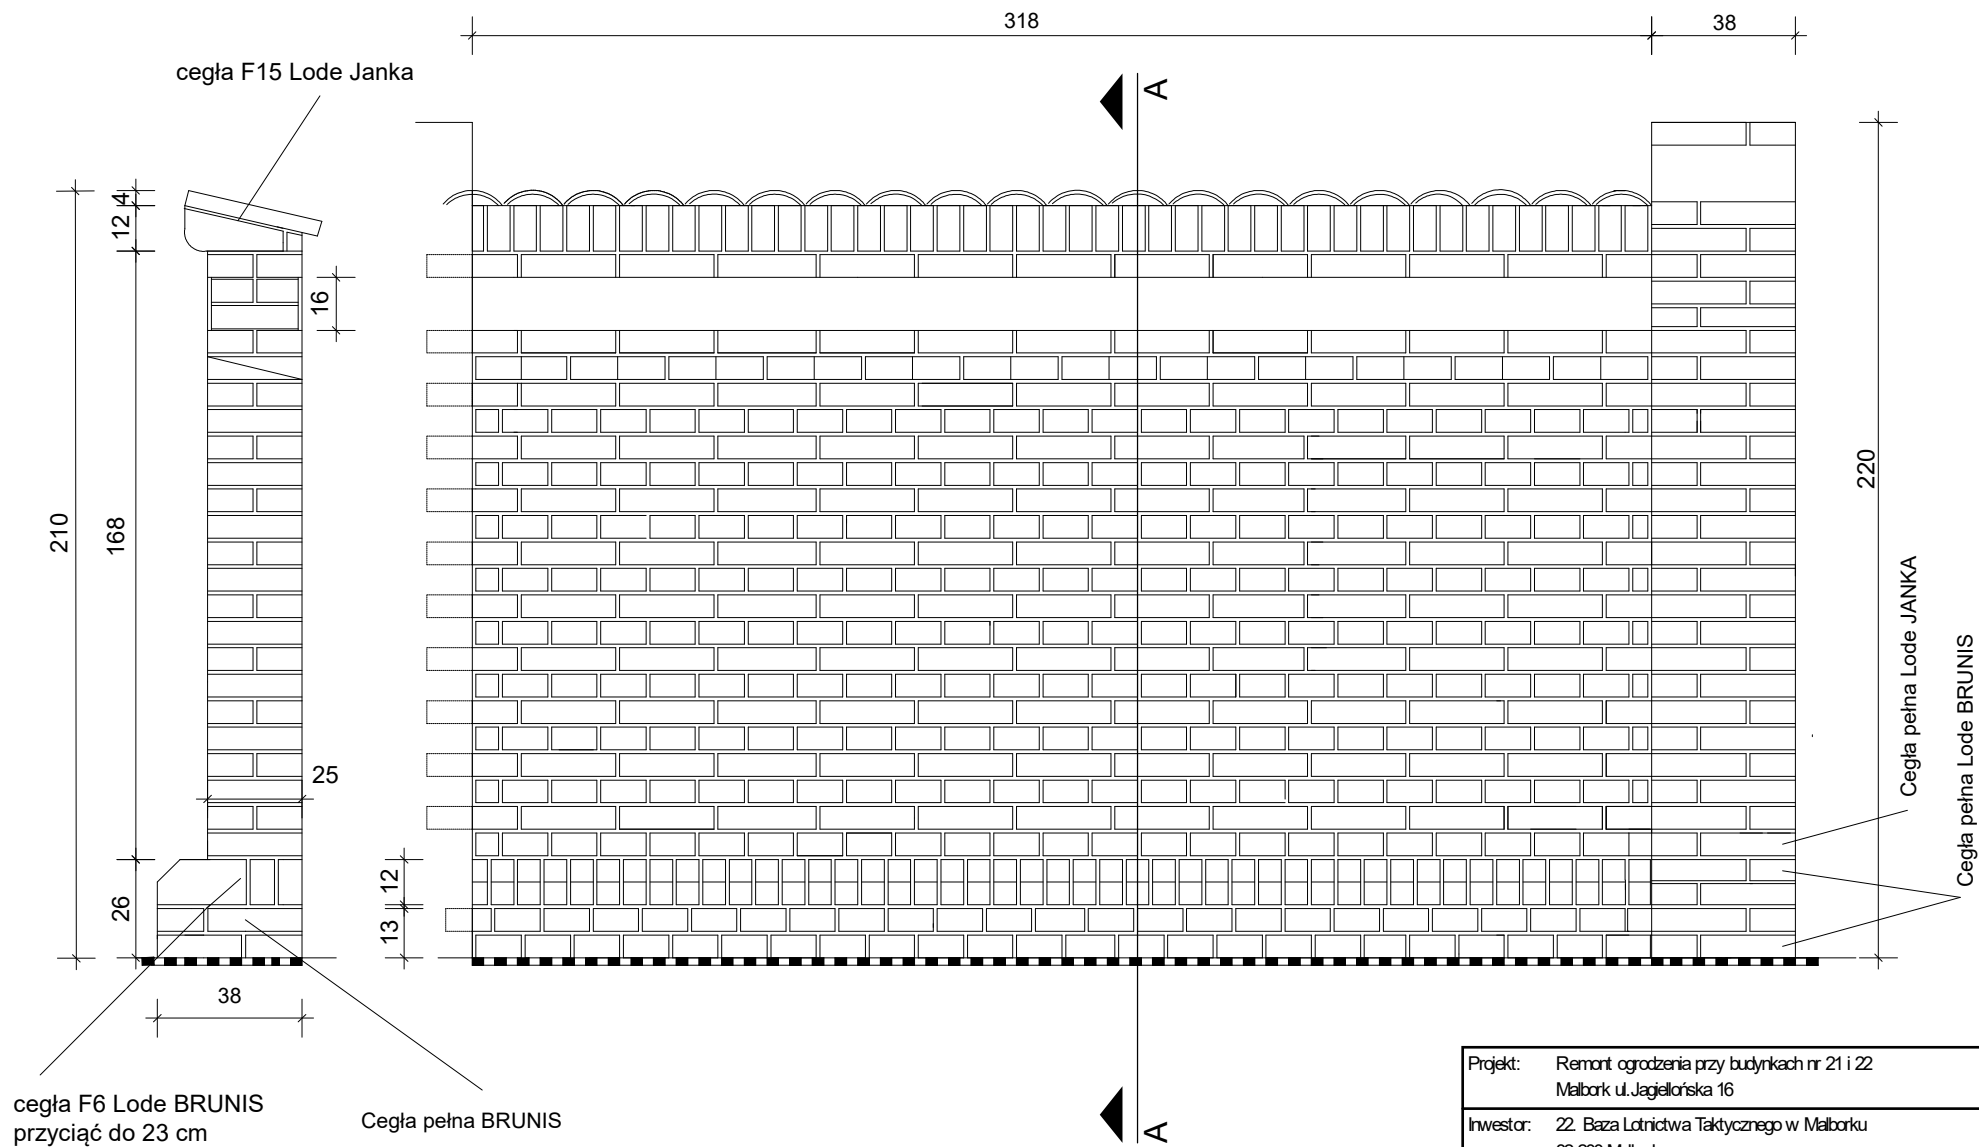 318
38
cegła F15 Lode Janka
A
4
12
16
210
168
220
25
Cegła pełna Lode JANKA
Cegła pełna Lode BRUNIS
26
12
13
38
cegła F6 Lode BRUNIS
przyciąć do 23 cm
Cegła pełna BRUNIS
A
Projekt: Remont ogrodzenia przy budynkach nr 21 i 22
Malbork ul.Jagiellońska 16
Inwestor: 22. Baza Lotnictwa Taktycznego w Malborku